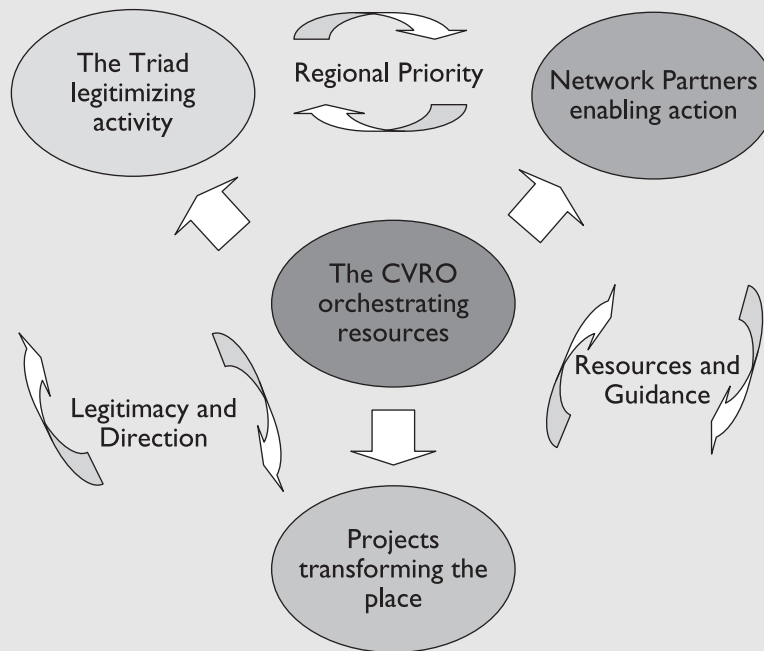 The Triad
legitimizing
activity
Regional Priority
Network Partners
enabling action
The CVRO
orchestrating
resources
Legitimacy and
Direction
Resources and
Guidance
Projects
transforming the
place